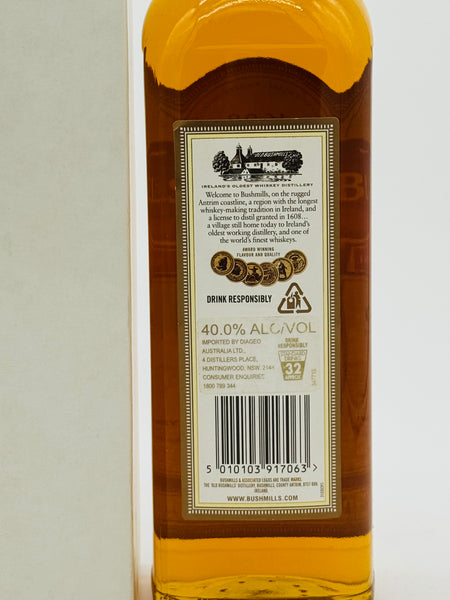 OLD BUSHMILLS
IRELAND'S OLDEST WHISKEY DISTILLERY
Welcome to Bushmills, on the rugged
Antrim coastline, a region with the longest
whiskey-making tradition in Ireland, and
a license to distil granted in 1608...
a village still home today to Ireland's
oldest working distillery, and one of
the world's finest whiskeys.
AWARD WINNING
FLAVOUR AND QUALITY
DRINK RESPONSIBLY
40.0% ALC/VOL
IMPORTED BY DIAGEO
AUSTRALIA LTD.,
4 DISTILLERS PLACE,
HUNTINGWOOD, NSW, 2148
CONSUMER ENQUIRIES
1800 789 344
DRINK
RESPONSIBLY
STANDARD
DRINKS
32
APPROX
5 010103 917063 >
BUSHMILLS & ASSOCIATED LOGOS ARE TRADE MARKS.
THE 'OLD BUSHMILLS' DISTILLERY, BUSHMILLS, COUNTY ANTRIM, BT57 8XH,
IRELAND.
WWW.BUSHMILLS.COM